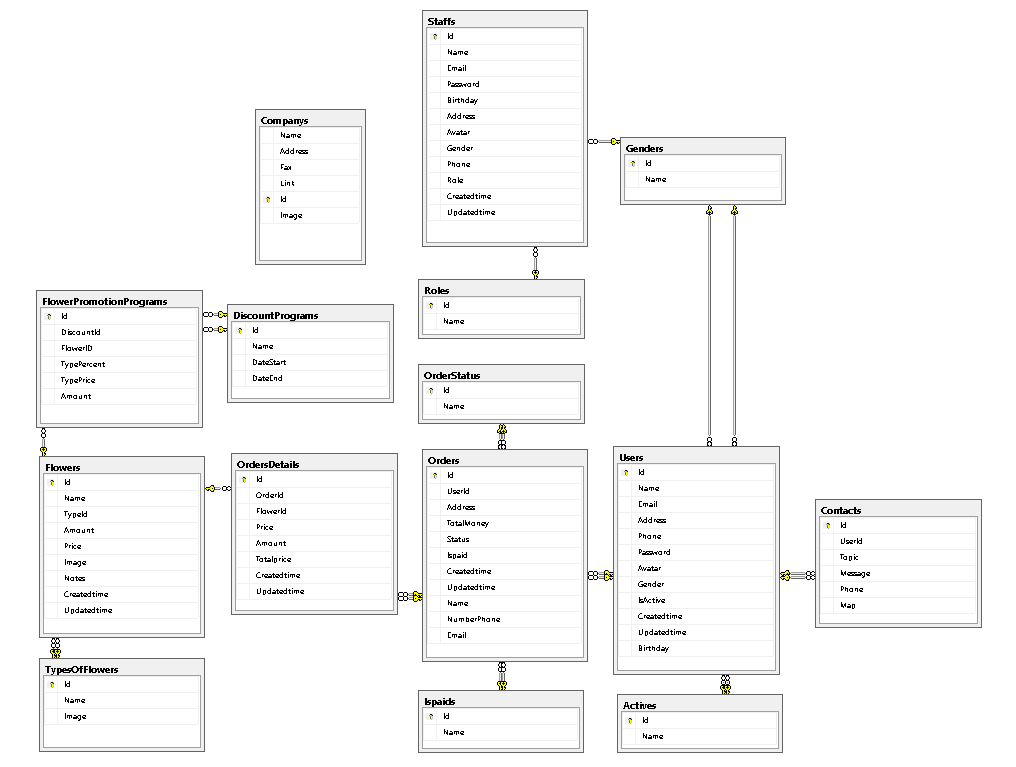 Staffs
Id
Name
Email
Password
Birthday
Address
Avatar
Gender
Phone
Role
Createdtime
Updatedtime
Companys
Name
Address
Fax
Lint
Id
Image
Genders
Id
Name
Roles
Id
Name
FlowerPromotionPrograms
Id
DiscountId
FlowerID
TypePercent
TypePrice
Amount
DiscountPrograms
Id
Name
DateStart
DateEnd
OrderStatus
Id
Name
Flowers
Id
Name
TypeId
Amount
Price
Image
Notes
Createdtime
Updatedtime
OrdersDetails
Id
OrderId
FlowerId
Price
Amount
Totalprice
Createdtime
Updatedtime
Orders
Id
UserId
Address
TotalMoney
Status
Ispaid
Createdtime
Updatedtime
Name
NumberPhone
Email
Users
Id
Name
Email
Address
Phone
Password
Avatar
Gender
IsActive
Createdtime
Updatedtime
Birthday
Contacts
Id
UserId
Topic
Message
Phone
Map
TypesOfFlowers
Id
Name
Image
Ispaids
Id
Name
Actives
Id
Name